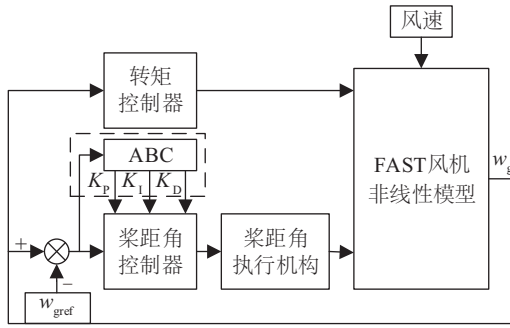 风速
转矩
控制器
ABC
K_P K_I K_D
FAST风机
非线性模型
w_g
+
桨距角
控制器
桨距角
执行机构
−
w_gref